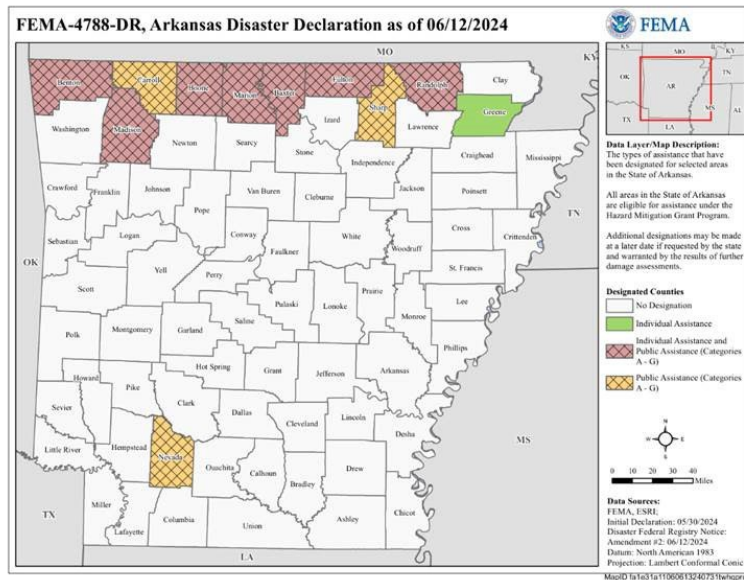 FEMA-4788-DR, Arkansas Disaster Declaration as of 06/12/2024
FEMA
MO
KY
Benton
Carroll
Boone
Marion
Baxter
Fulton
Sharp
Randolph
Clay
Greene
Washington
Madison
Newton
Searcy
Stone
Izard
Lawrence
Independence
Craighead
Mississippi
Crawford
Franklin
Johnson
Pope
Van Buren
Cleburne
Jackson
Poinsett
TN
Sebastian
Logan
Conway
Faulkner
White
Woodruff
Cross
Crittenden
OK
Scott
Yell
Perry
Pulaski
Lonoke
Prairie
Monroe
St. Francis
Lee
Phillips
Polk
Montgomery
Garland
Saline
Hot Spring
Grant
Jefferson
Arkansas
Howard
Pike
Clark
Dallas
Cleveland
Lincoln
Desha
Sevier
Little River
Hempstead
Nevada
Ouachita
Calhoun
Bradley
Drew
MS
TX
Miller
Lafayette
Columbia
Union
Ashley
Chicot
LA
KS
MO
KY
OK
AR
TN
MS
TX
LA
AL
Data Layer/Map Description:
The types of assistance that have
been designated for selected areas
in the State of Arkansas.
All areas in the State of Arkansas
are eligible for assistance under the
Hazard Mitigation Grant Program.
Additional designations may be made
at a later date if requested by the state
and warranted by the results of further
damage assessments.
Designated Counties
No Designation
Individual Assistance
Individual Assistance and
Public Assistance (Categories
A - G)
Public Assistance (Categories
A - G)
N
W
E
S
0 10 20 30 40
Miles
Data Sources:
FEMA, ESRI;
Initial Declaration: 05/30/2024
Disaster Federal Registry Notice:
Amendment #2: 06/12/2024
Datum: North American 1983
Projection: Lambert Conformal Conic